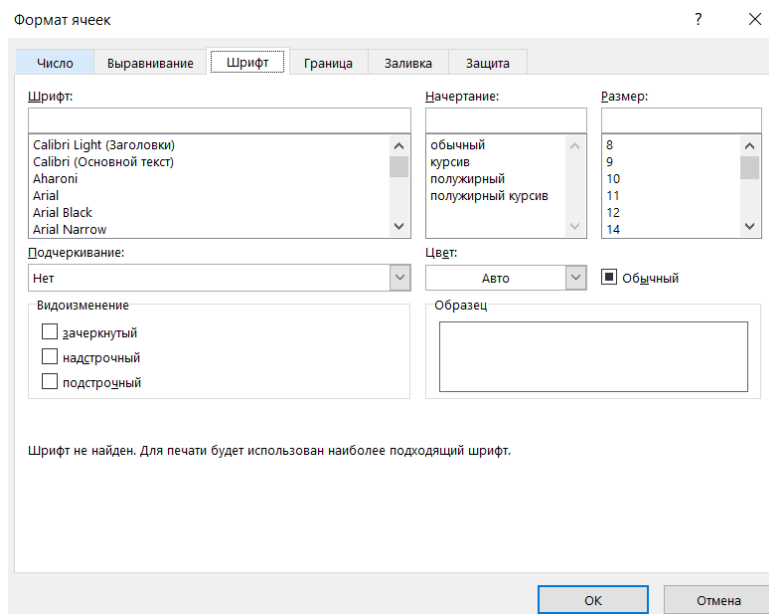 Формат ячеек ?
Число Выравнивание Шрифт Граница Заливка Защита
Шрифт: Начертание: Размер:
Calibri Light (Заголовки) обычный 8
Calibri (Основной текст) курсив 9
Aharoni полужирный 10
Arial полужирный курсив 11
Arial Black 12
Arial Narrow 14
Подчеркивание: Цвет:
Нет Авто Обычный
Видоизменение Образец
зачеркнутый
надстрочный
подстрочный
Шрифт не найден. Для печати будет использован наиболее подходящий шрифт.
ОК Отмена